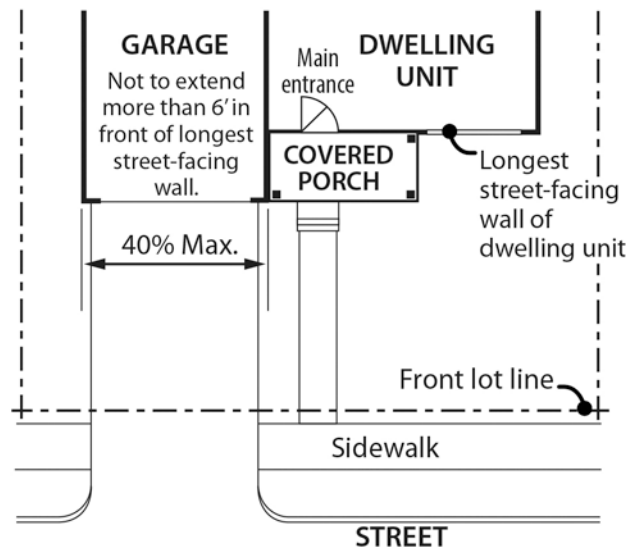 GARAGE
Not to extend
more than 6' in
front of longest
street-facing
wall.
Main
entrance
DWELLING
UNIT
COVERED
PORCH
Longest
street-facing
wall of
dwelling unit
40% Max.
Front lot line
Sidewalk
STREET